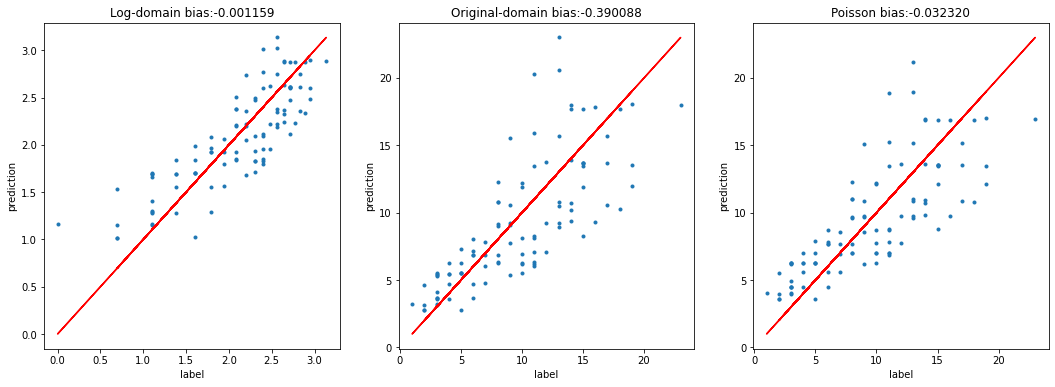 Log-domain bias:-0.001159
prediction
3.0
2.5
2.0
1.5
1.0
0.5
0.0
0.0 0.5 1.0 1.5 2.0 2.5 3.0
label
Original-domain bias:-0.390088
prediction
20
15
10
5
0
0 5 10 15 20
label
Poisson bias:-0.032320
prediction
20
15
10
5
0
0 5 10 15 20
label